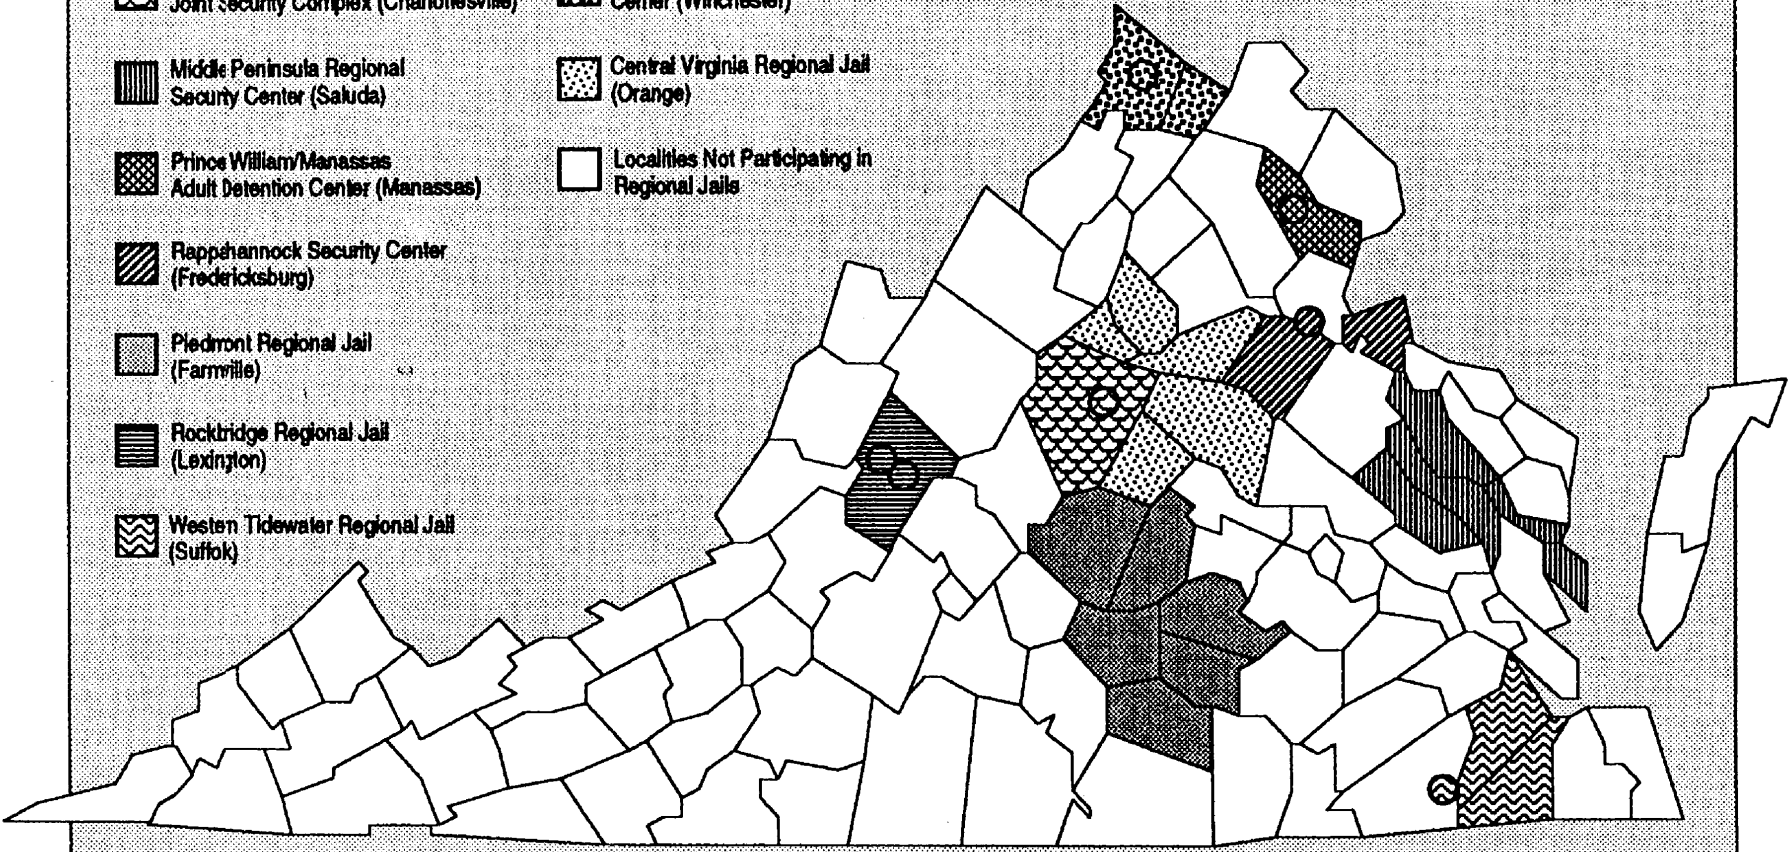 Joint Security Complex (Charlottesville)
Center (Winchester)
Middle Peninsula Regional
Security Center (Saluda)
Central Virginia Regional Jail
(Orange)
Prince William/Manassas
Adult Detention Center (Manassas)
Localities Not Participating in
Regional Jails
Rappahannock Security Center
(Fredericksburg)
Piedmont Regional Jail
(Farmville)
Rockbridge Regional Jail
(Lexington)
Western Tidewater Regional Jail
(Suffolk)